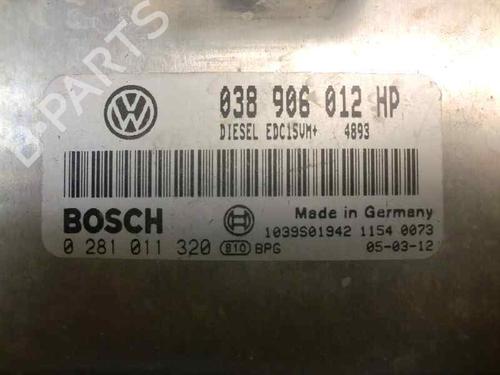 B-PARTS
038 906 012 HP
DIESEL EDC15VM+ 4893
BOSCH
Made in Germany
1039S01942 1154 0073
0 281 011 320 810 BPG 05-03-12